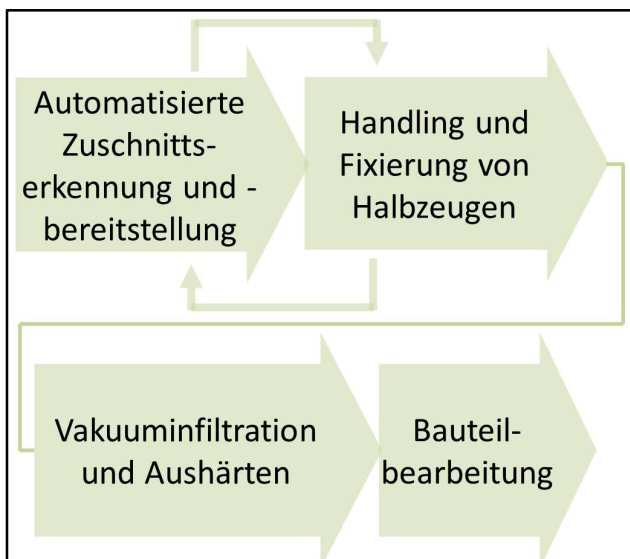 Automatisierte
Zuschnitts-
erkennung und -
bereitstellung
Handling und
Fixierung von
Halbzeugen
Vakuuminfiltration
und Aushärten
Bauteil-
bearbeitung